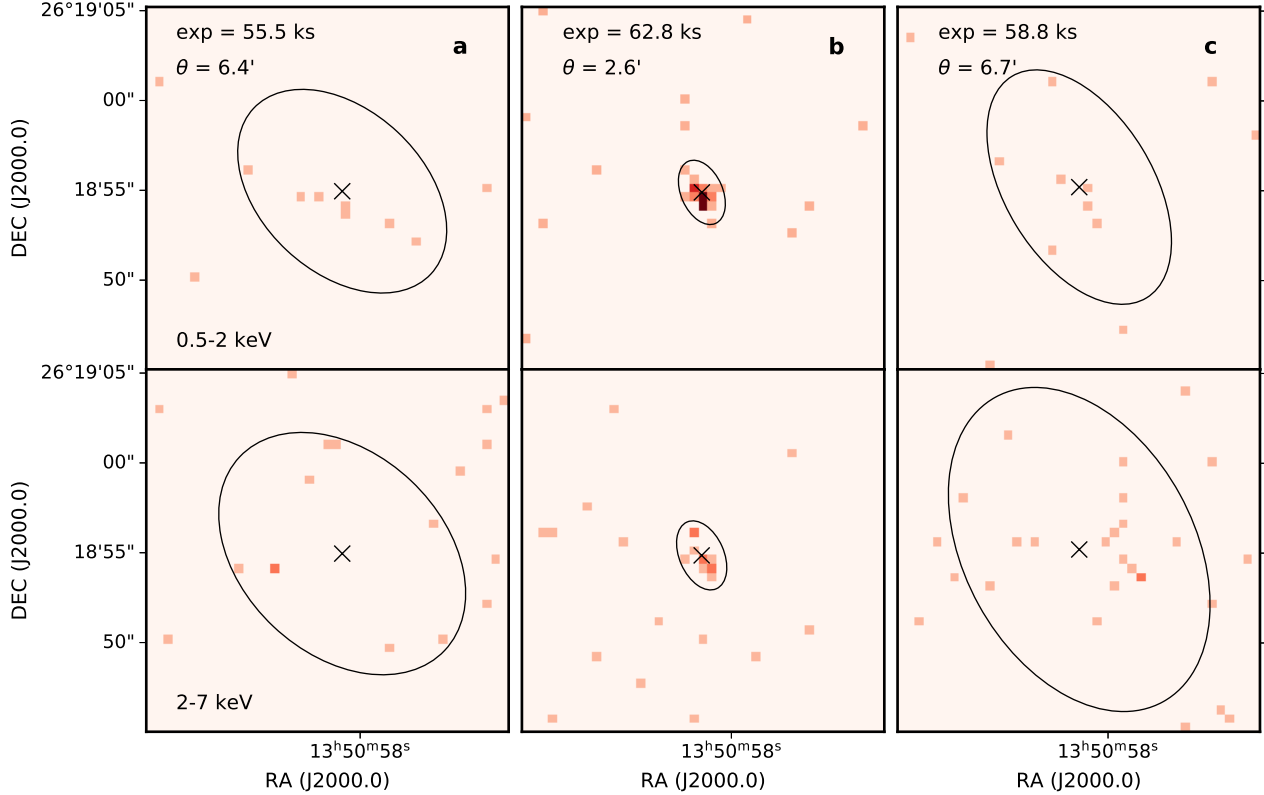 26°19'05"
exp = 55.5 ks
a
θ = 6.4'
exp = 62.8 ks
b
θ = 2.6'
exp = 58.8 ks
c
θ = 6.7'
00"
18'55"
50"
DEC (J2000.0)
0.5-2 keV
26°19'05"
00"
18'55"
50"
DEC (J2000.0)
2-7 keV
13ʰ50ᵐ58ˢ
13ʰ50ᵐ58ˢ
13ʰ50ᵐ58ˢ
RA (J2000.0)
RA (J2000.0)
RA (J2000.0)